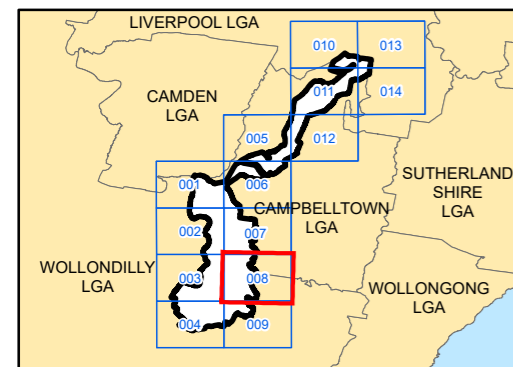 LIVERPOOL LGA
010
013
CAMDEN
LGA
011
014
005
012
SUTHERLAND
SHIRE
LGA
001
006
CAMPBELLTOWN
LGA
002
007
WOLLONDILLY
LGA
003
008
WOLLONGONG
LGA
004
009